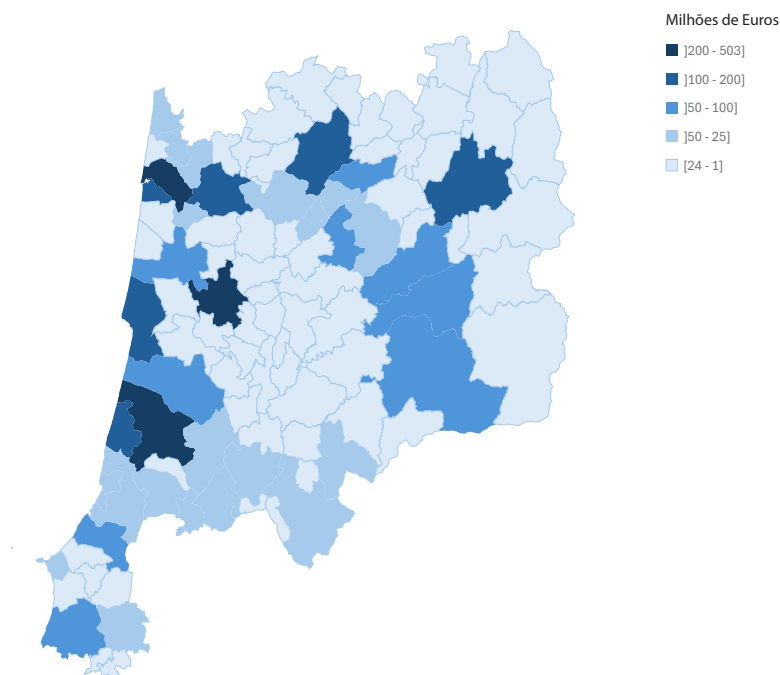 Milhões de Euros
]200 - 503]
]100 - 200]
]50 - 100]
]50 - 25]
[24 - 1]